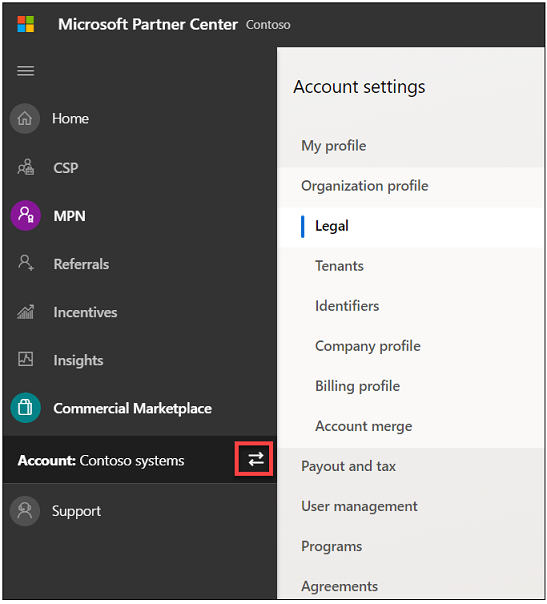 Microsoft Partner Center Contoso
Home
CSP
MPN
Referrals
Incentives
Insights
Commercial Marketplace
Account: Contoso systems
Support
Account settings
My profile
Organization profile
Legal
Tenants
Identifiers
Company profile
Billing profile
Account merge
Payout and tax
User management
Programs
Agreements